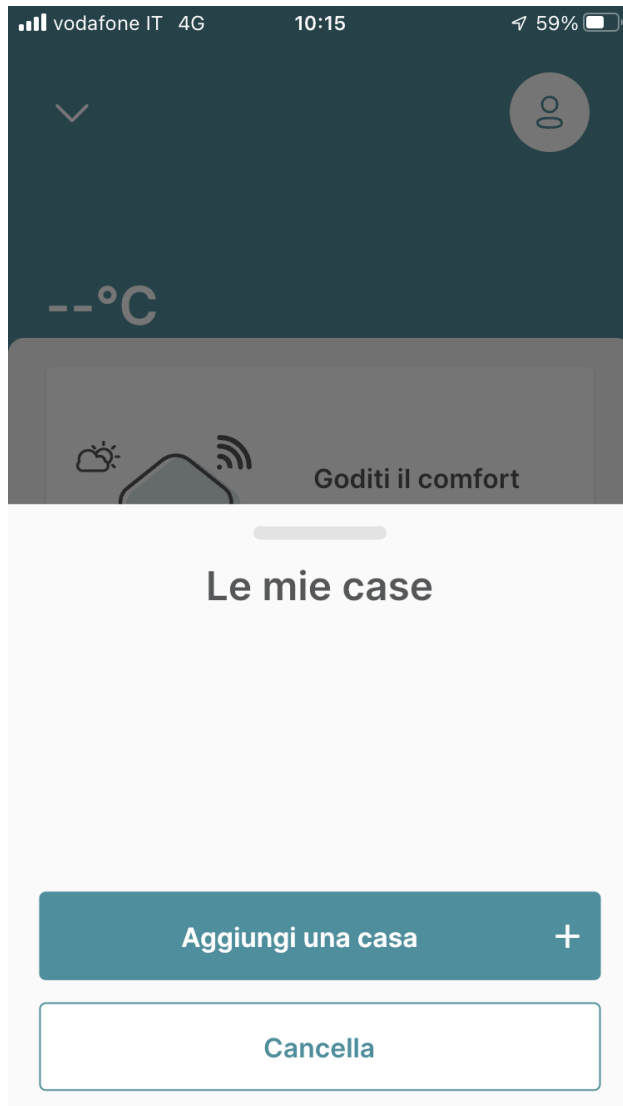 vodafone IT 4G 10:15 59%
--°C
Goditi il comfort
Le mie case
Aggiungi una casa +
Cancella